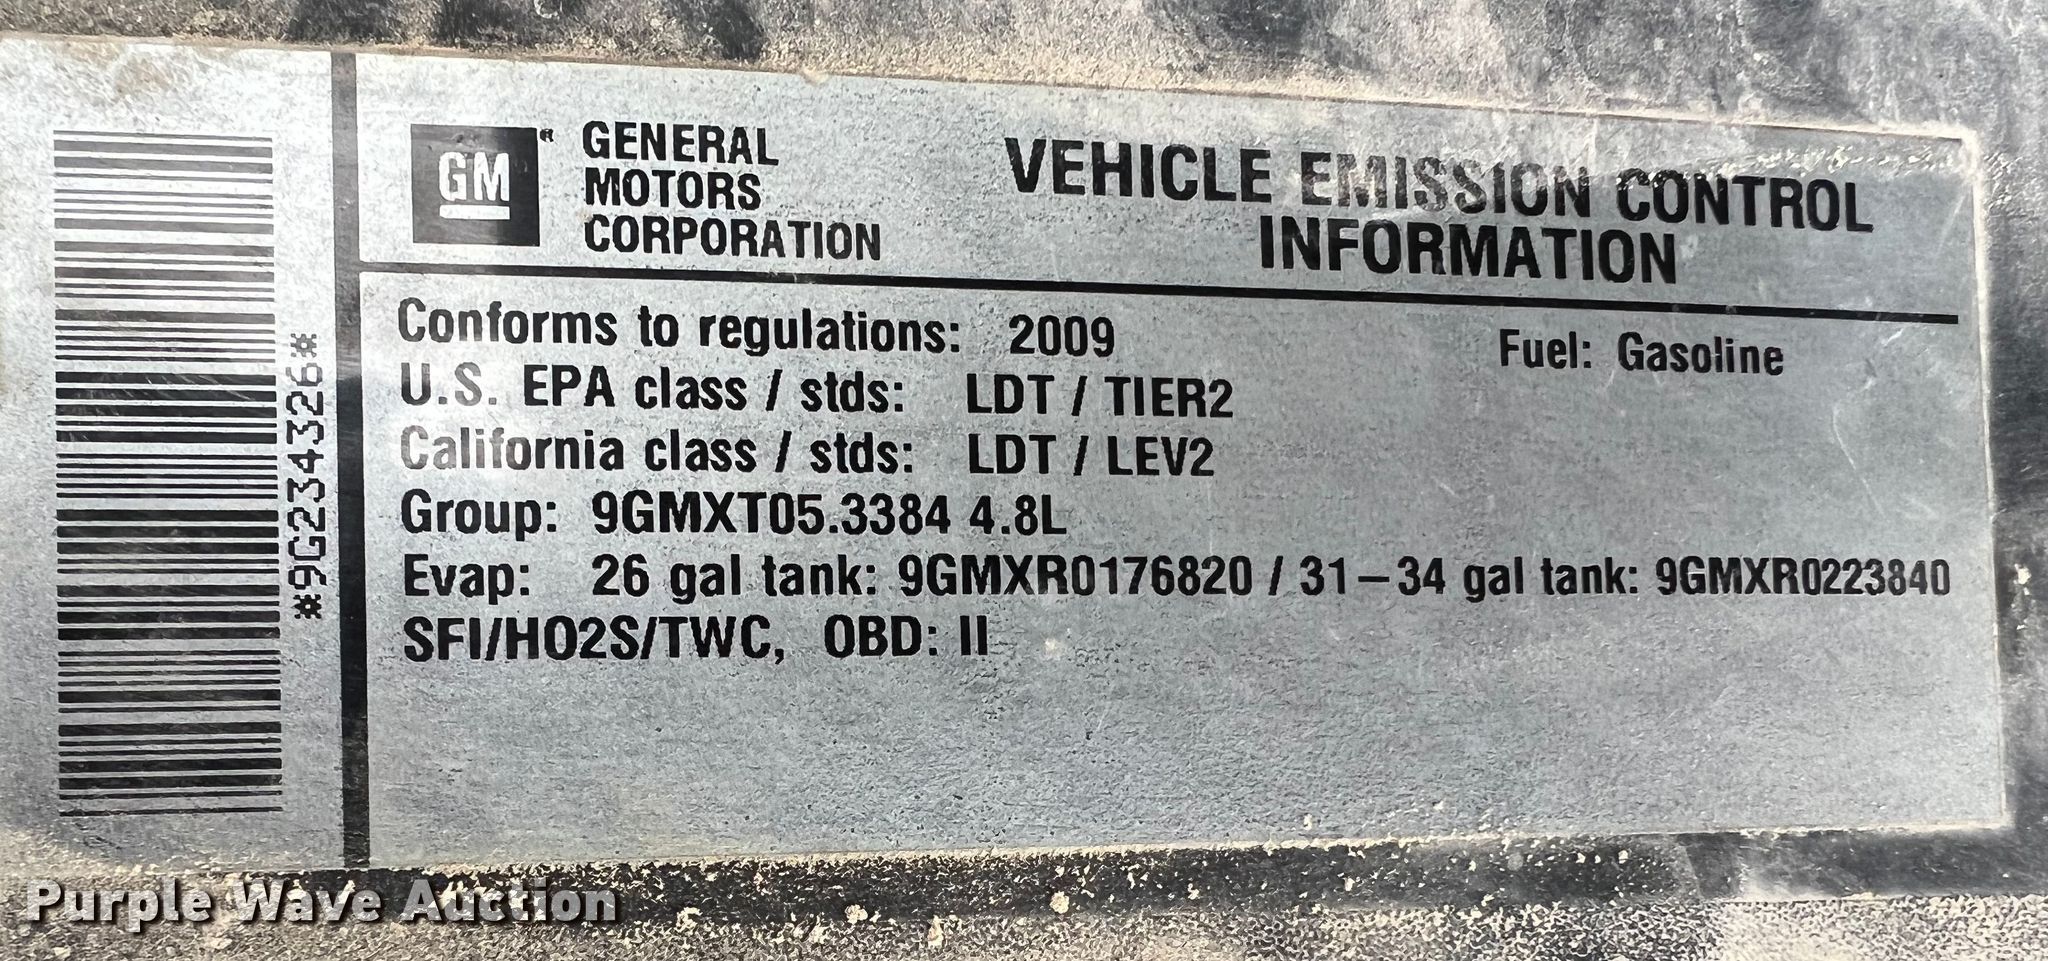 GM
GENERAL
MOTORS
CORPORATION
VEHICLE EMISSION CONTROL
INFORMATION
*9G2343326*
Conforms to regulations: 2009
Fuel: Gasoline
U.S. EPA class / stds: LDT / TIER2
California class / stds: LDT / LEV2
Group: 9GMXT05.3384 4.8L
Evap: 26 gal tank: 9GMXR0176820 / 31-34 gal tank: 9GMXR0223840
SFI/HO2S/TWC, OBD: II
Purple Wave Auction